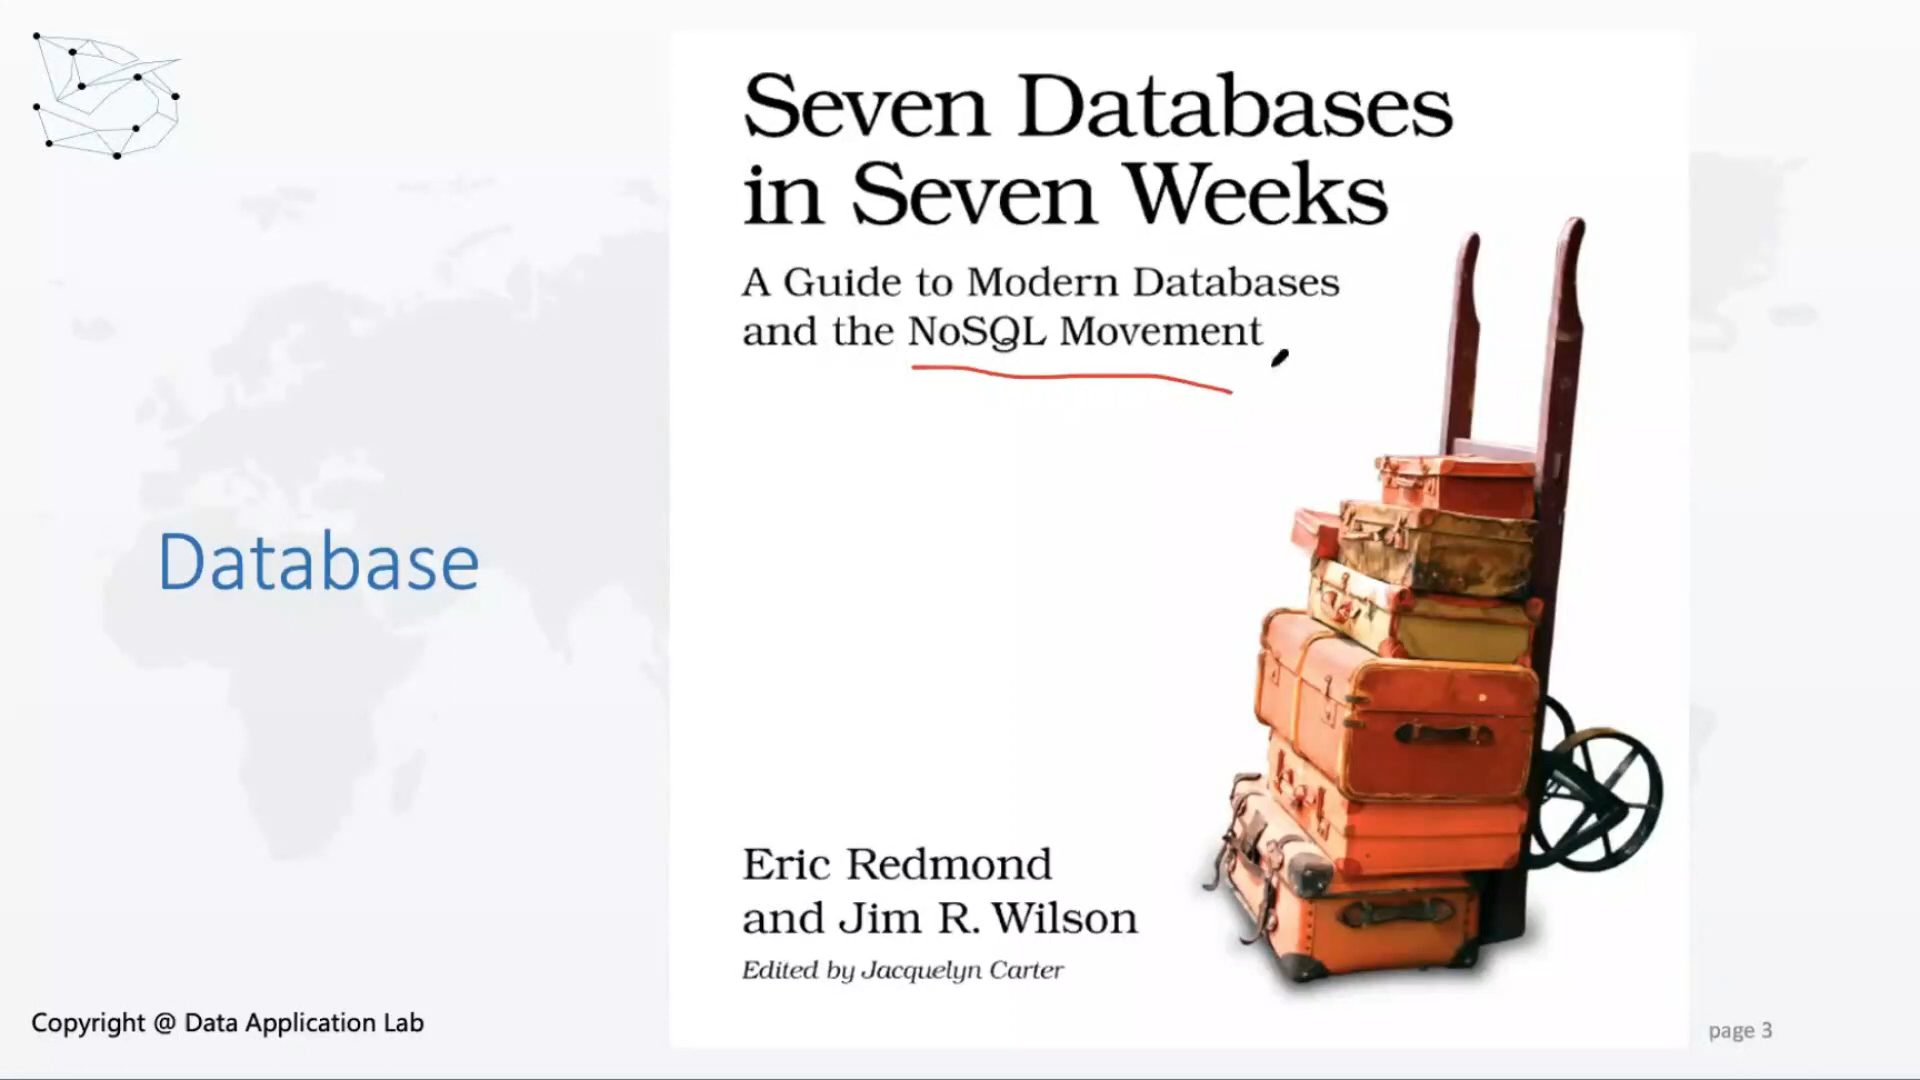 Seven Databases
in Seven Weeks
A Guide to Modern Databases
and the NoSQL Movement
Database
Eric Redmond
and Jim R. Wilson
Edited by Jacquelyn Carter
Copyright @ Data Application Lab
page 3